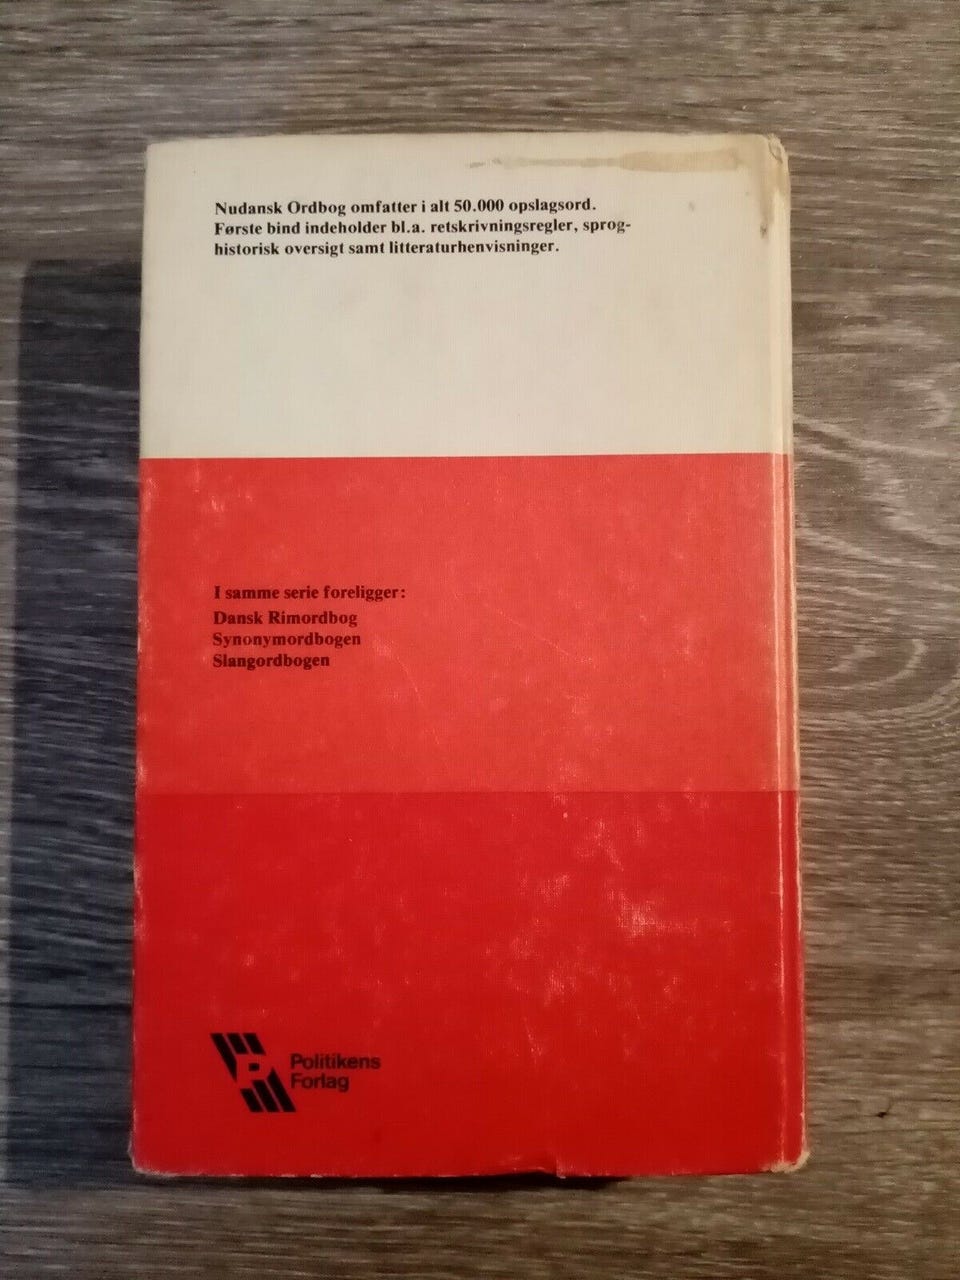 Nudansk Ordbog omfatter i alt 50.000 opslagsord.
Første bind indeholder bl.a. retskrivningsregler, sprog-
historisk oversigt samt litteraturhenvisninger.
I samme serie foreligger:
Dansk Rimordbog
Synonymordbogen
Slangordbogen
P
Politikens
Forlag